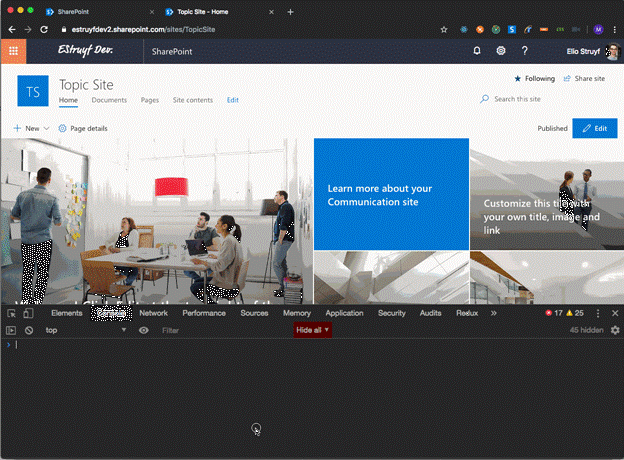 SharePoint
Topic Site - Home
estruyfdev2.sharepoint.com/sites/TopicSite
EStruyf Dev.
SharePoint
Elio Struyf
TS
Topic Site
Following
Share site
Home
Documents
Pages
Site contents
Edit
Search this site
New
Page details
Published
Edit
Learn more about your
Communication site
Customize this tile with
your own title, image and
link
Elements
Console
Network
Performance
Sources
Memory
Application
Security
Audits
Redux
17
25
top
Filter
Hide all
45 hidden